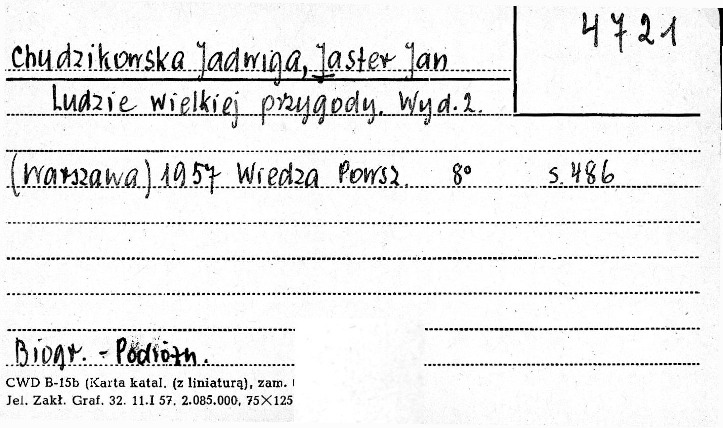 4721
Chudzikowska Jadwiga, Jaster Jan
Ludzie wielkiej przygody. Wyd. 2.
(Warszawa) 1957 Wiedza Powsz. 8° s. 486
Biogr. - Podróżn.
CWD B-15b (Karta katal. (z liniaturą), zam.
Jel. Zakł. Graf. 32. 11.I 57. 2.085.000, 75×125